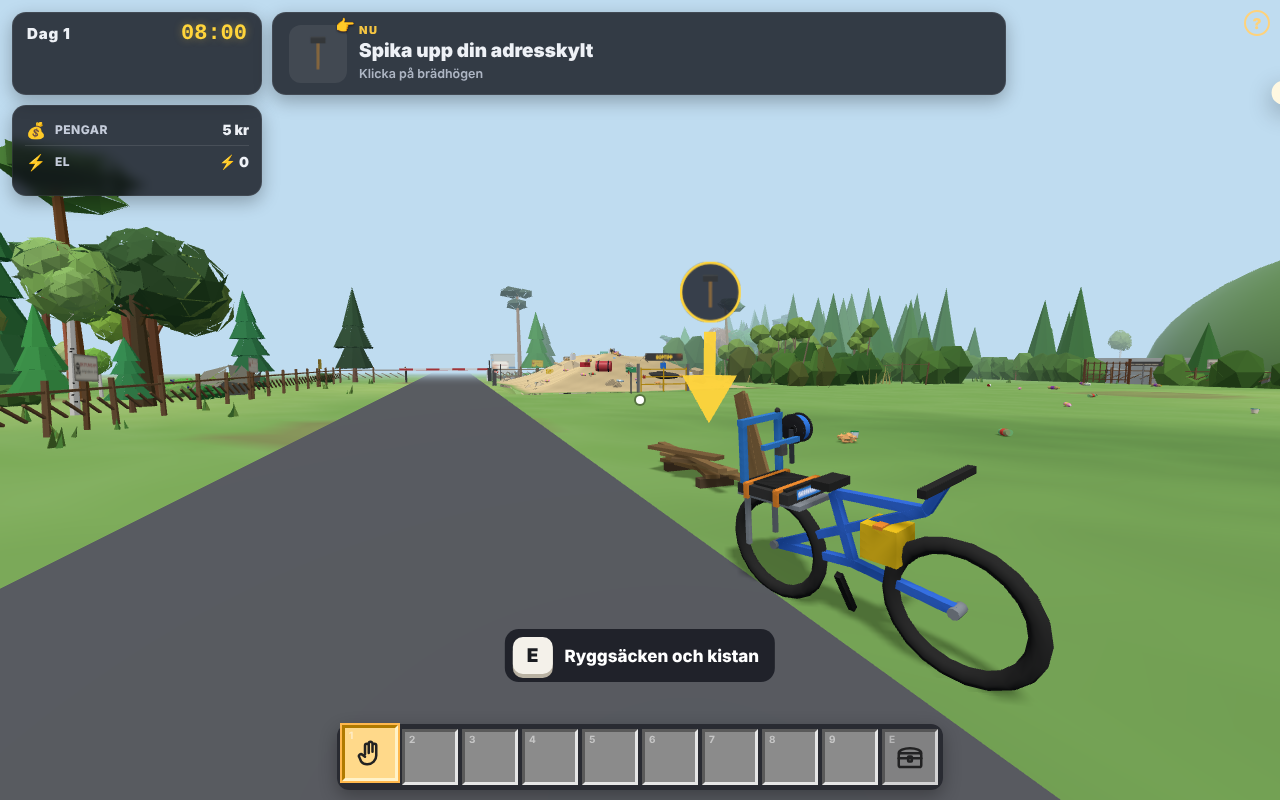 Dag 1
08:00
NU
Spika upp din adresskylt
Klicka på brädhögen
PENGAR
5 kr
EL
0
E
Ryggsäcken och kistan
1
2
3
4
5
6
7
8
9
E